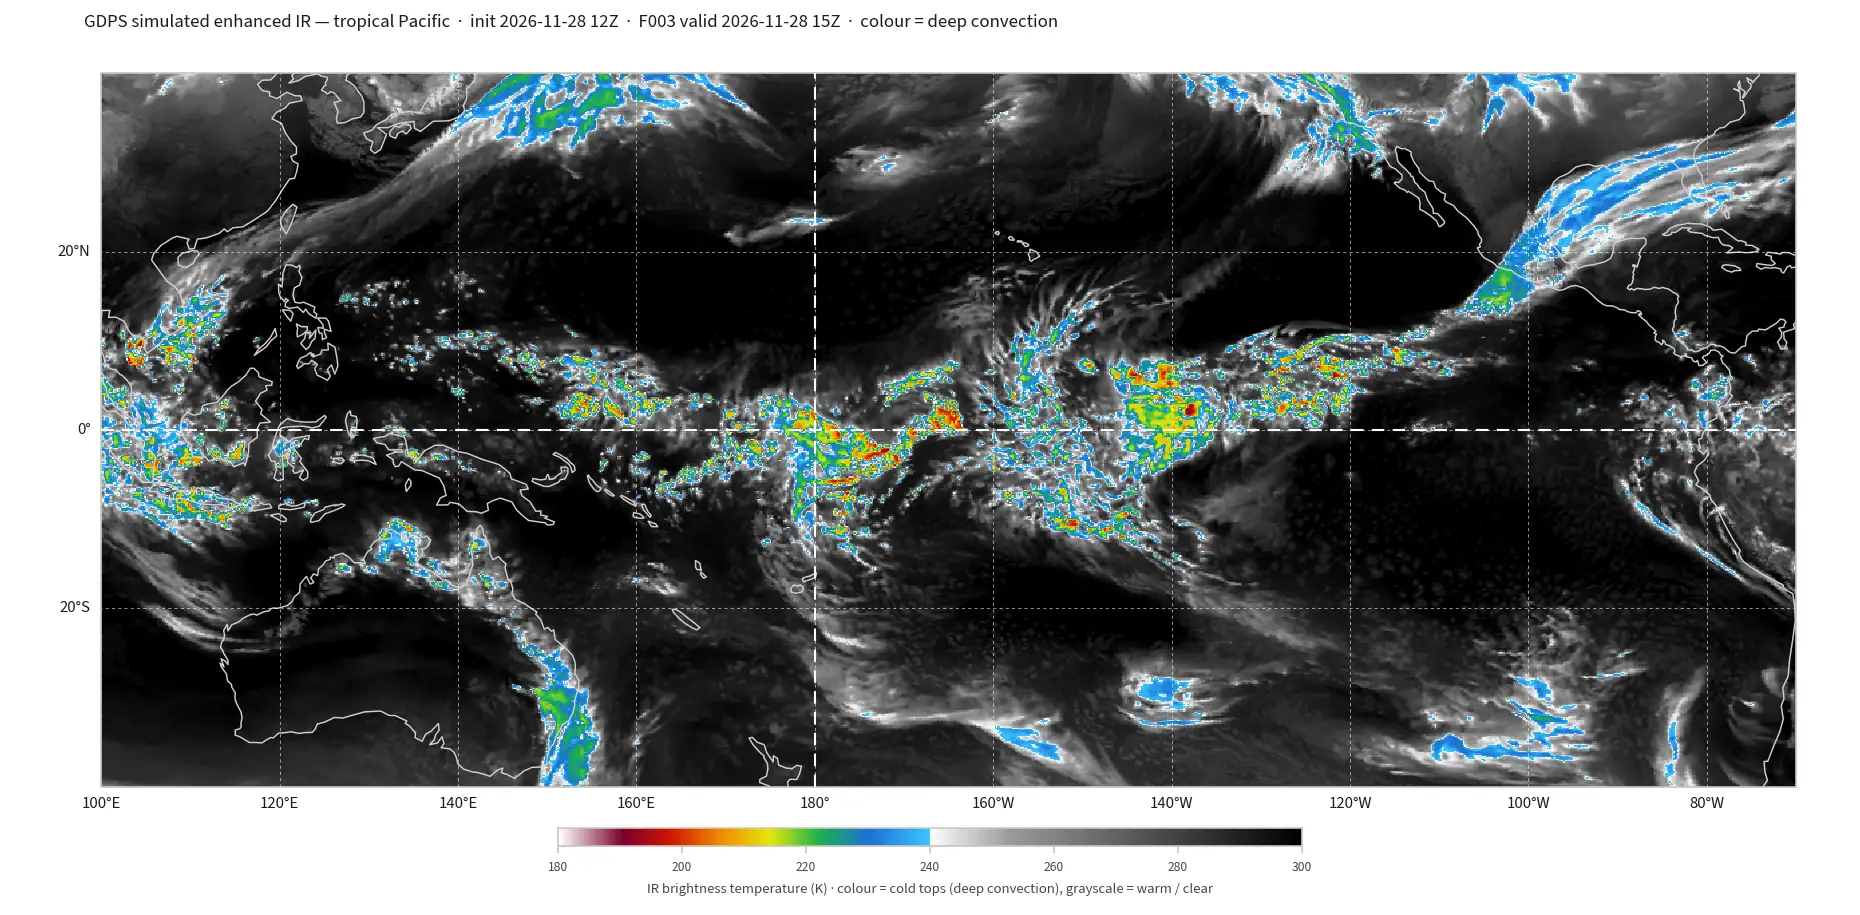 GDPS simulated enhanced IR — tropical Pacific · init 2026-11-28 12Z · F003 valid 2026-11-28 15Z · colour = deep convection
20°N
0°
20°S
100°E 120°E 140°E 160°E 180° 160°W 140°W 120°W 100°W 80°W
180 200 220 240 260 280 300
IR brightness temperature (K) · colour = cold tops (deep convection), grayscale = warm / clear